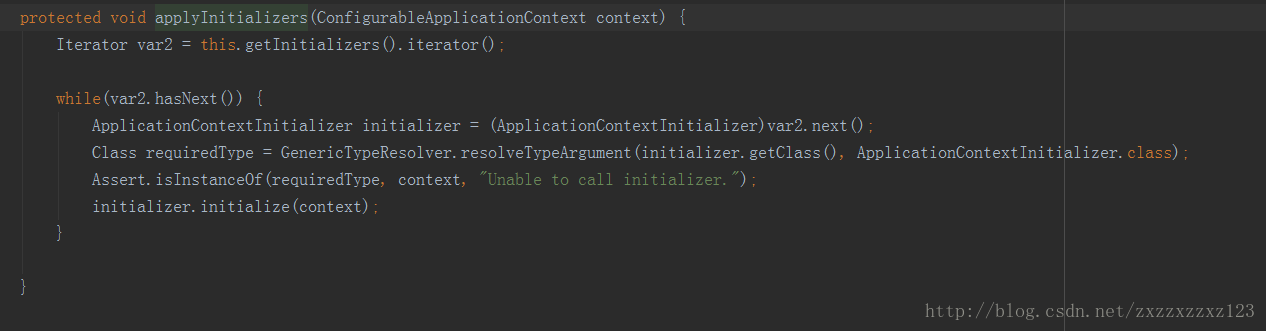 protected void applyInitializers(ConfigurableApplicationContext context) {
Iterator var2 = this.getInitializers().iterator();
while(var2.hasNext()) {
ApplicationContextInitializer initializer = (ApplicationContextInitializer)var2.next();
Class requiredType = GenericTypeResolver.resolveTypeArgument(initializer.getClass(), ApplicationContextInitializer.class);
Assert.isInstanceOf(requiredType, context, "Unable to call initializer.");
initializer.initialize(context);
}
}
http://blog.csdn.net/zxzzxzzxz123